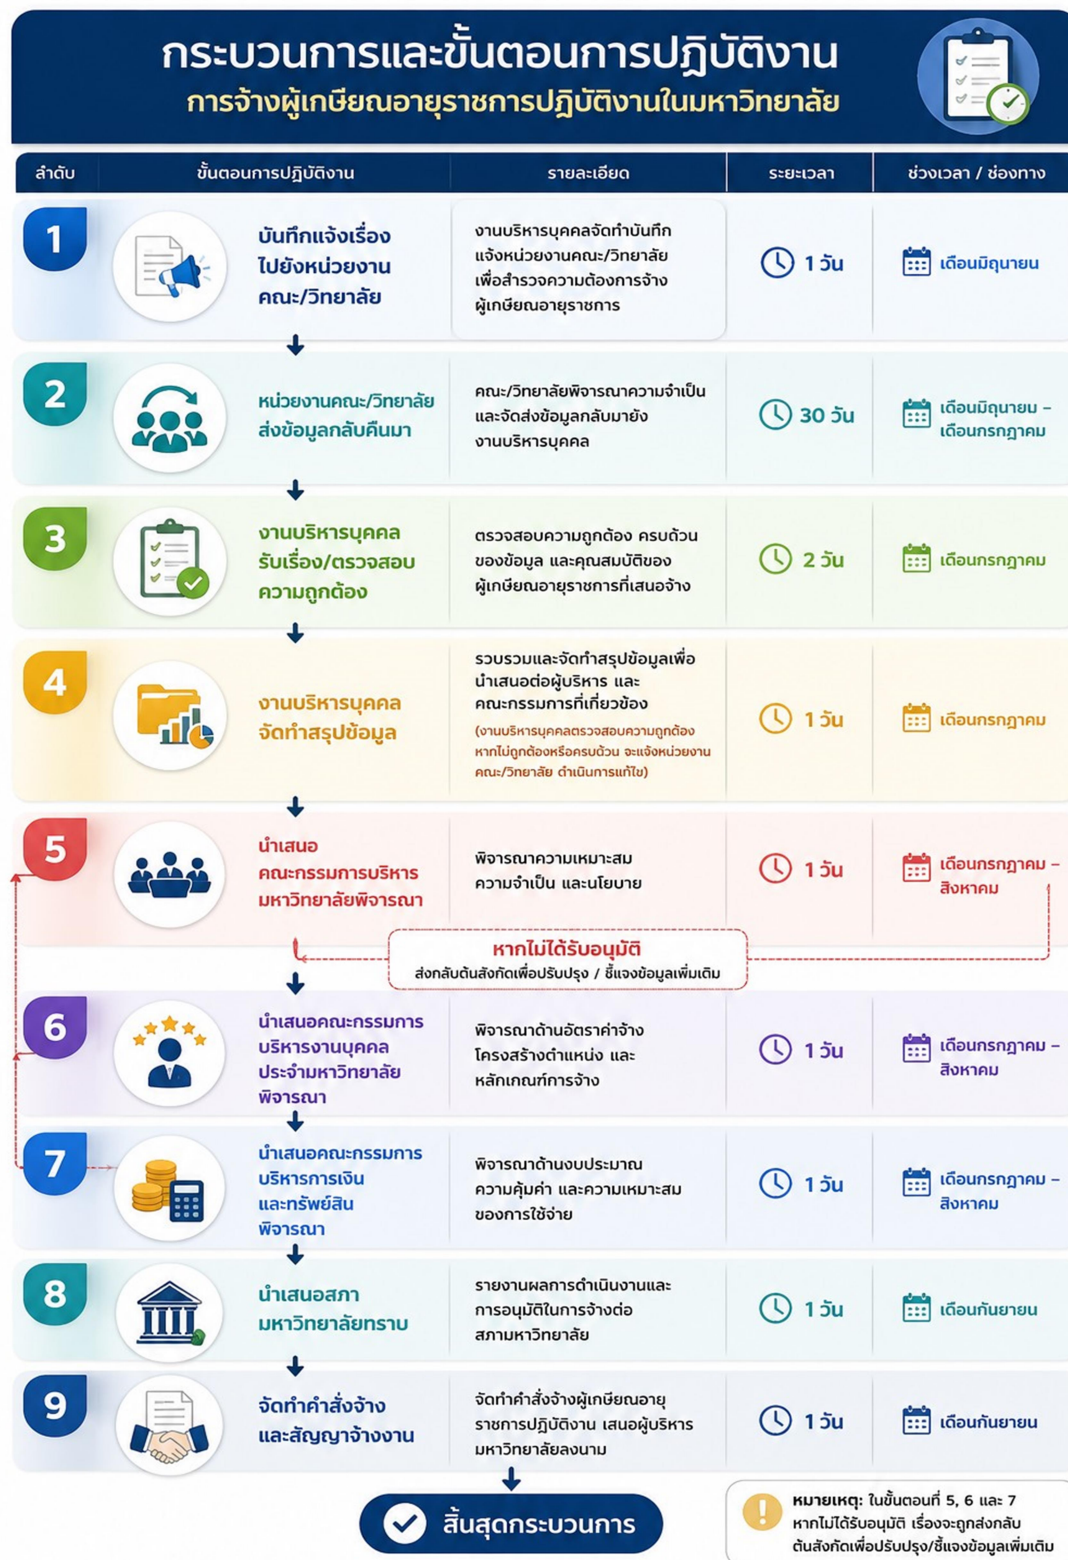 กระบวนการและขั้นตอนการปฏิบัติงาน
การจ้างผู้เกษียณอายุราชการปฏิบัติงานในมหาวิทยาลัย
ลำดับ
ขั้นตอนการปฏิบัติงาน
รายละเอียด
ระยะเวลา
ช่วงเวลา / ช่องทาง
1
บันทึกแจ้งเรื่อง
ไปยังหน่วยงาน
คณะ/วิทยาลัย
งานบริหารบุคคลจัดทำบันทึก
แจ้งหน่วยงานคณะ/วิทยาลัย
เพื่อสำรวจความต้องการจ้าง
ผู้เกษียณอายุราชการ
1 วัน
เดือนมิถุนายน
2
หน่วยงานคณะ/วิทยาลัย
ส่งข้อมูลกลับคืนมา
คณะ/วิทยาลัยพิจารณาความจำเป็น
และจัดส่งข้อมูลกลับมายัง
งานบริหารบุคคล
30 วัน
เดือนมิถุนายม –
เดือนกรกฎาคม
3
งานบริหารบุคคล
รับเรื่อง/ตรวจสอบ
ความถูกต้อง
ตรวจสอบความถูกต้อง ครบถ้วน
ของข้อมูล และคุณสมบัติของ
ผู้เกษียณอายุราชการที่เสนอจ้าง
2 วัน
เดือนกรกฎาคม
4
งานบริหารบุคคล
จัดทำสรุปข้อมูล
รวบรวมและจัดทำสรุปข้อมูลเพื่อ
นำเสนอต่อผู้บริหาร และ
คณะกรรมการที่เกี่ยวข้อง
(งานบริหารบุคคลตรวจสอบความถูกต้อง
หากไม่ถูกต้องหรือครบถ้วน จะแจ้งหน่วยงาน
คณะ/วิทยาลัย ดำเนินการแก้ไข)
1 วัน
เดือนกรกฎาคม
5
นำเสนอ
คณะกรรมการบริหาร
มหาวิทยาลัยพิจารณา
พิจารณาความเหมาะสม
ความจำเป็น และนโยบาย
1 วัน
เดือนกรกฎาคม –
สิงหาคม
หากไม่ได้รับอนุมัติ
ส่งกลับต้นสังกัดเพื่อปรับปรุง / ชี้แจงข้อมูลเพิ่มเติม
6
นำเสนอคณะกรรมการ
บริหารงานบุคคล
ประจำมหาวิทยาลัย
พิจารณา
พิจารณาด้านอัตราค่าจ้าง
โครงสร้างตำแหน่ง และ
หลักเกณฑ์การจ้าง
1 วัน
เดือนกรกฎาคม –
สิงหาคม
7
นำเสนอคณะกรรมการ
บริหารการเงิน
และทรัพย์สิน
พิจารณา
พิจารณาด้านงบประมาณ
ความคุ้มค่า และความเหมาะสม
ของการใช้จ่าย
1 วัน
เดือนกรกฎาคม –
สิงหาคม
8
นำเสนอสภา
มหาวิทยาลัยทราบ
รายงานผลการดำเนินงานและ
การอนุมัติในการจ้างต่อ
สภามหาวิทยาลัย
1 วัน
เดือนกันยายน
9
จัดทำคำสั่งจ้าง
และสัญญาจ้างงาน
จัดทำคำสั่งจ้างผู้เกษียณอายุ
ราชการปฏิบัติงาน เสนอผู้บริหาร
มหาวิทยาลัยลงนาม
1 วัน
เดือนกันยายน
สิ้นสุดกระบวนการ
หมายเหตุ: ในขั้นตอนที่ 5, 6 และ 7
หากไม่ได้รับอนุมัติ เรื่องจะถูกส่งกลับ
ต้นสังกัดเพื่อปรับปรุง/ชี้แจงข้อมูลเพิ่มเติม